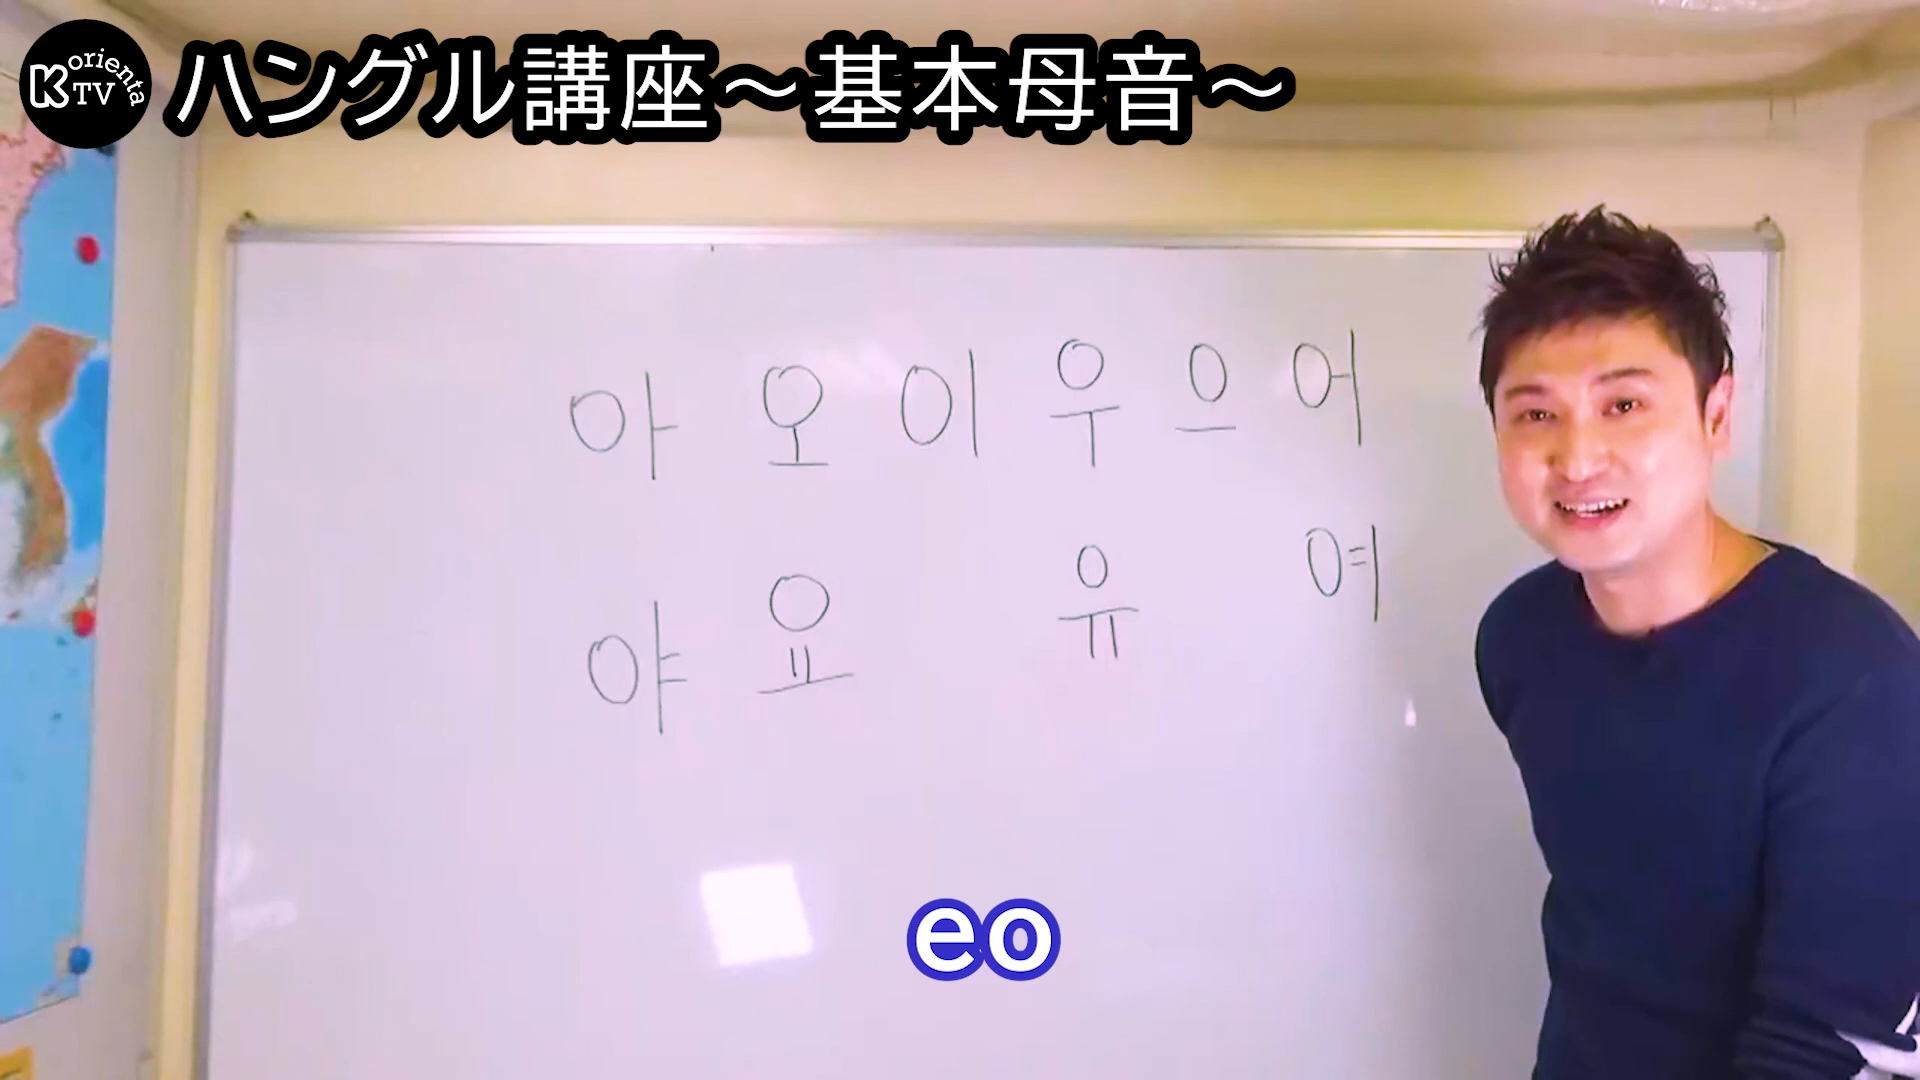 Korienta TV
ハングル講座～基本母音～
아 오 이 우 으 어
야 요 유 여
eo